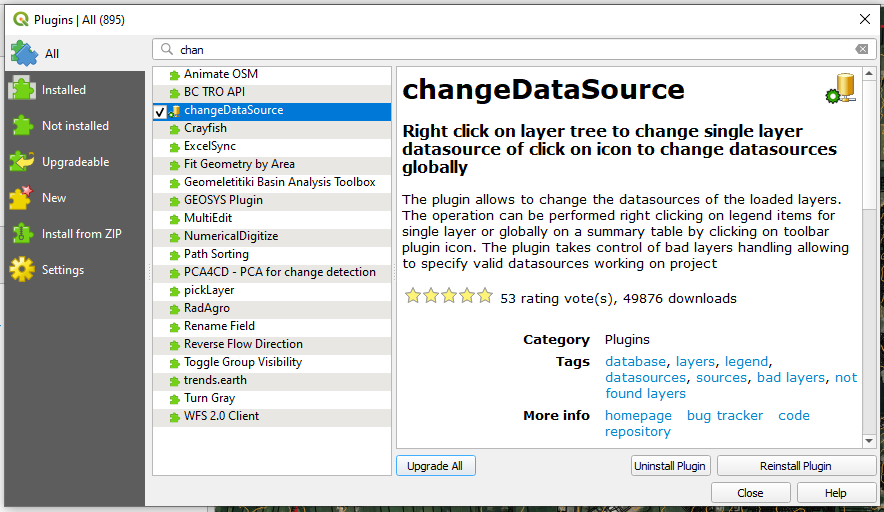 Plugins | All (895)
All
Installed
Not installed
Upgradeable
New
Install from ZIP
Settings
chan
Animate OSM
BC TRO API
changeDataSource
Crayfish
ExcelSync
Fit Geometry by Area
Geomeletitiki Basin Analysis Toolbox
GEOSYS Plugin
MultiEdit
NumericalDigitize
Path Sorting
PCA4CD - PCA for change detection
pickLayer
RadAgro
Rename Field
Reverse Flow Direction
Toggle Group Visibility
trends.earth
Turn Gray
WFS 2.0 Client
changeDataSource
Right click on layer tree to change single layer
datasource of click on icon to change datasources
globally
The plugin allows to change the datasources of the loaded layers.
The operation can be performed right clicking on legend items for
single layer or globally on a summary table by clicking on toolbar
plugin icon. The plugin takes control of bad layers handling allowing
to specify valid datasources working on project
53 rating vote(s), 49876 downloads
Category Plugins
Tags database, layers, legend,
datasources, sources, bad layers, not
found layers
More info homepage bug tracker code
repository
Upgrade All Uninstall Plugin Reinstall Plugin
Close Help